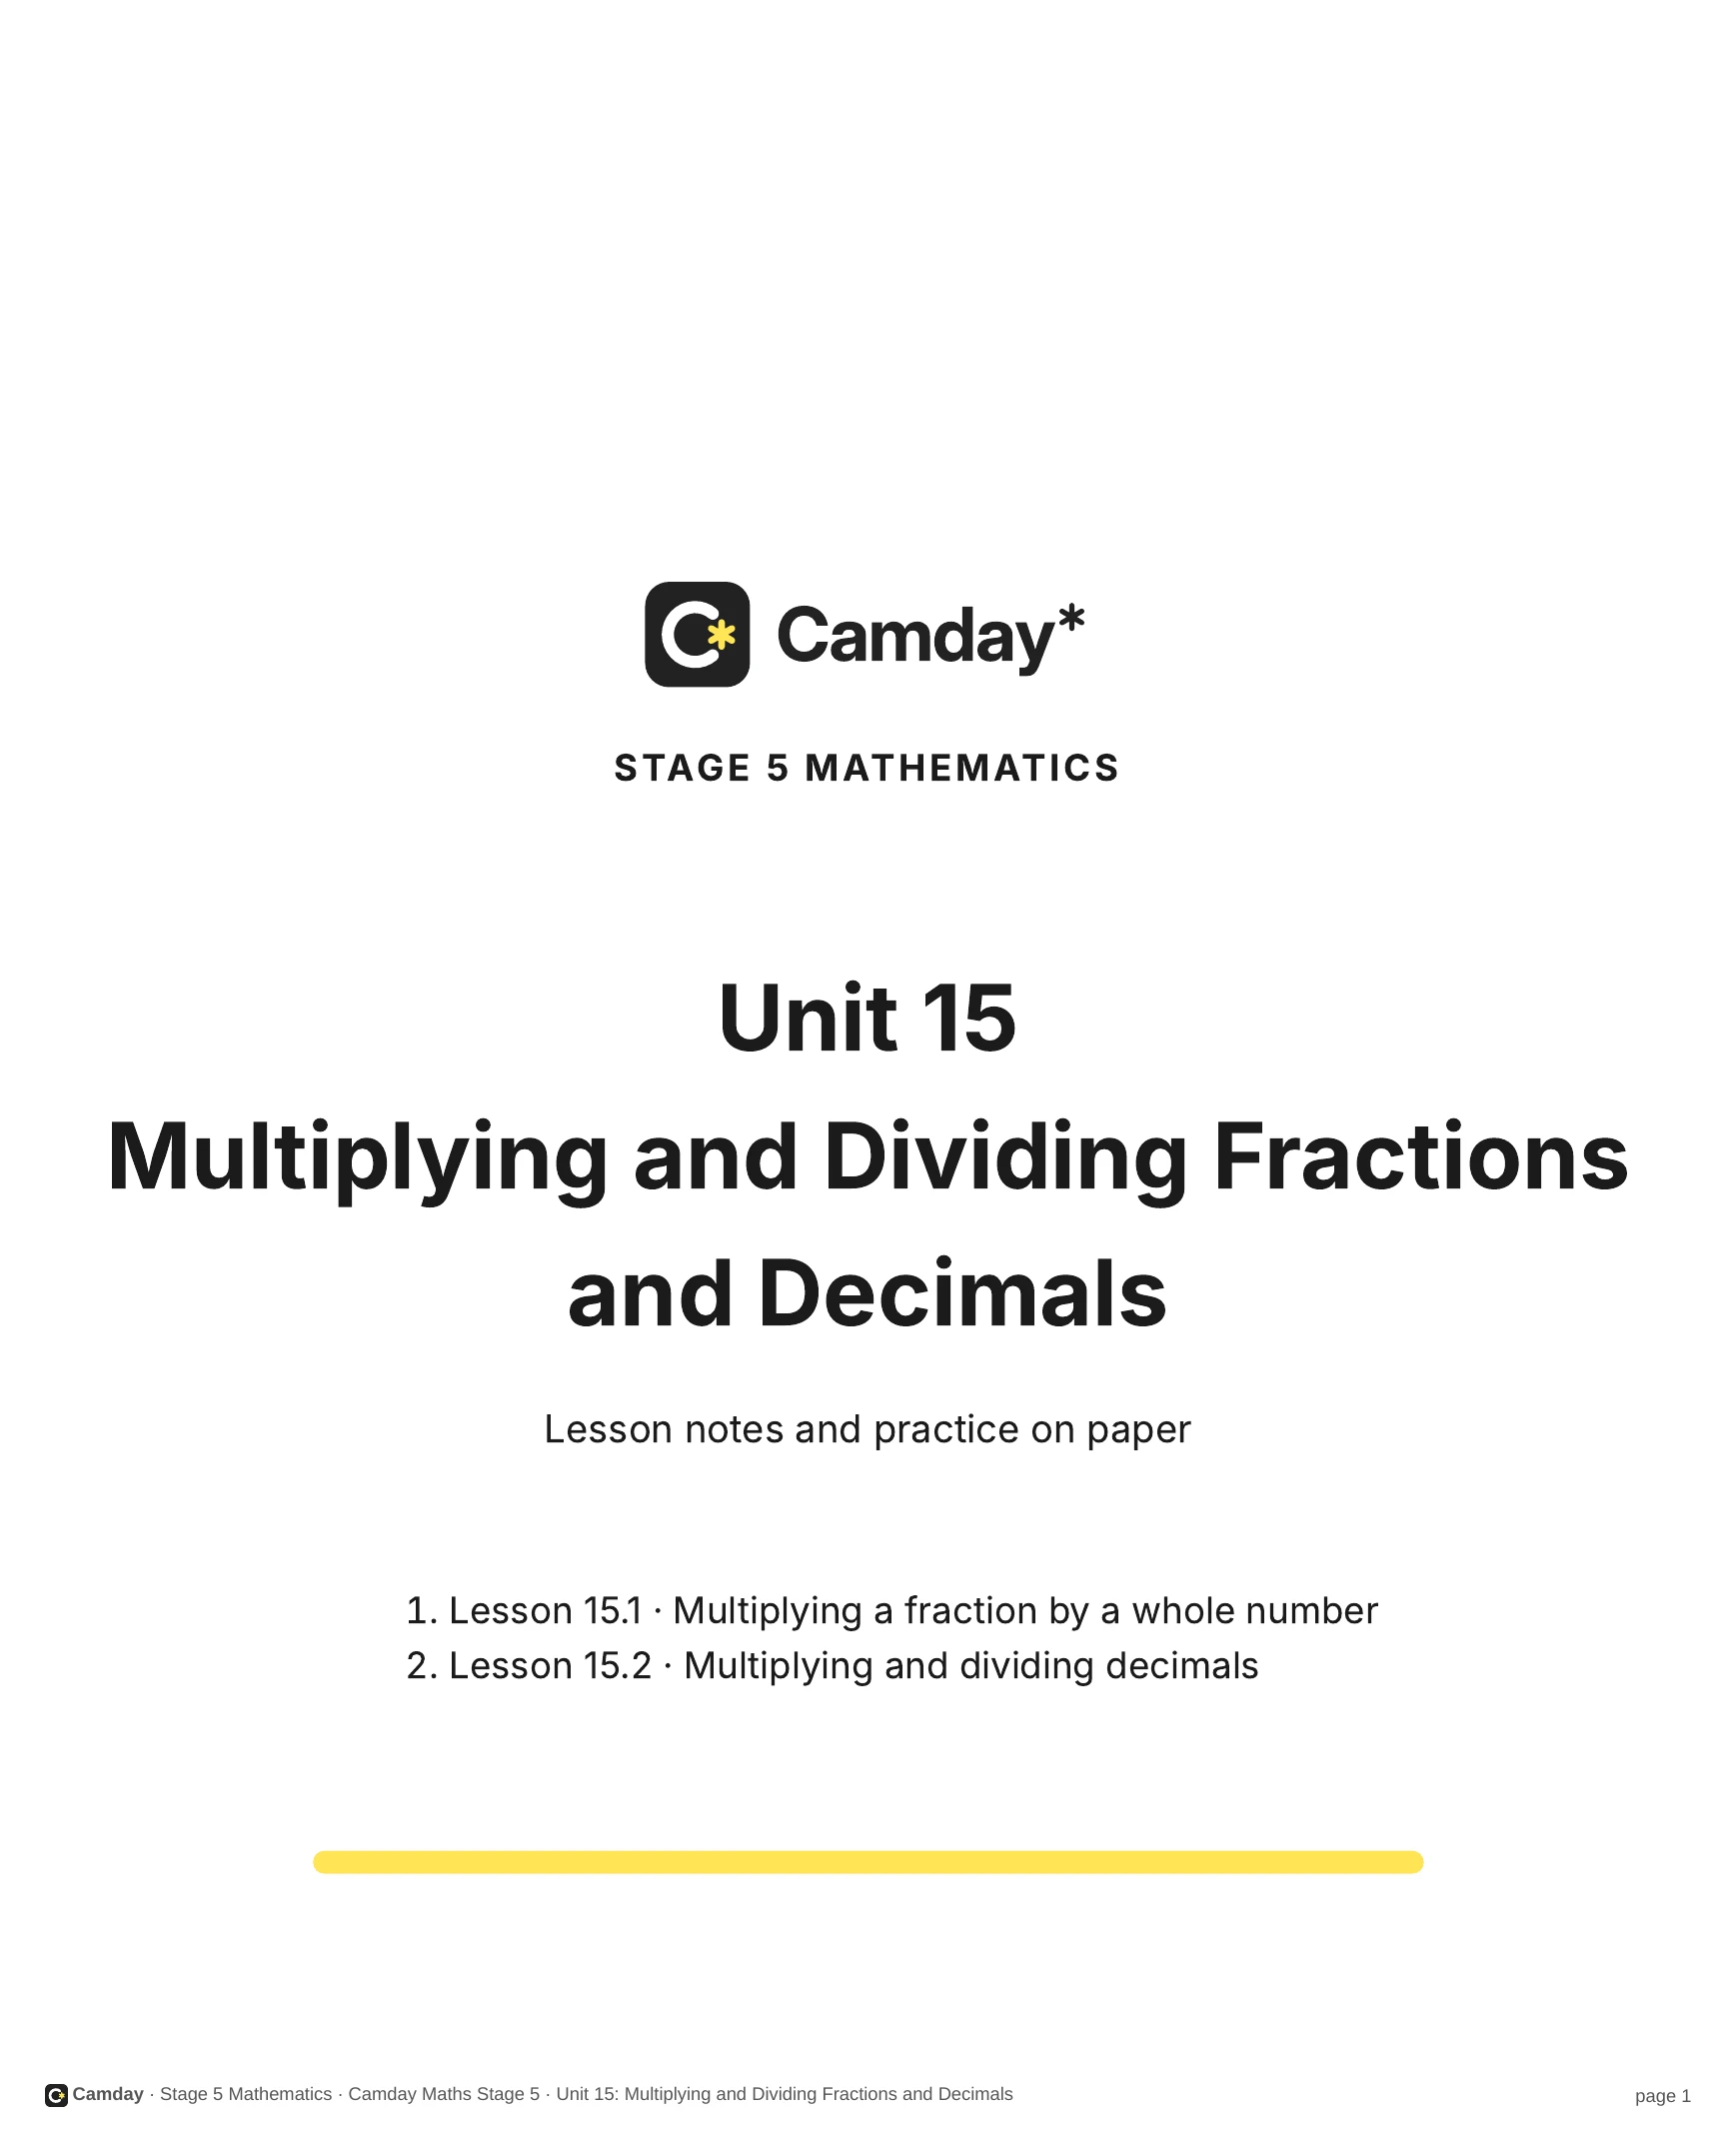 Camday*
STAGE 5 MATHEMATICS
Unit 15
Multiplying and Dividing Fractions
and Decimals
Lesson notes and practice on paper
1. Lesson 15.1 · Multiplying a fraction by a whole number
2. Lesson 15.2 · Multiplying and dividing decimals
Camday · Stage 5 Mathematics · Camday Maths Stage 5 · Unit 15: Multiplying and Dividing Fractions and Decimals
page 1